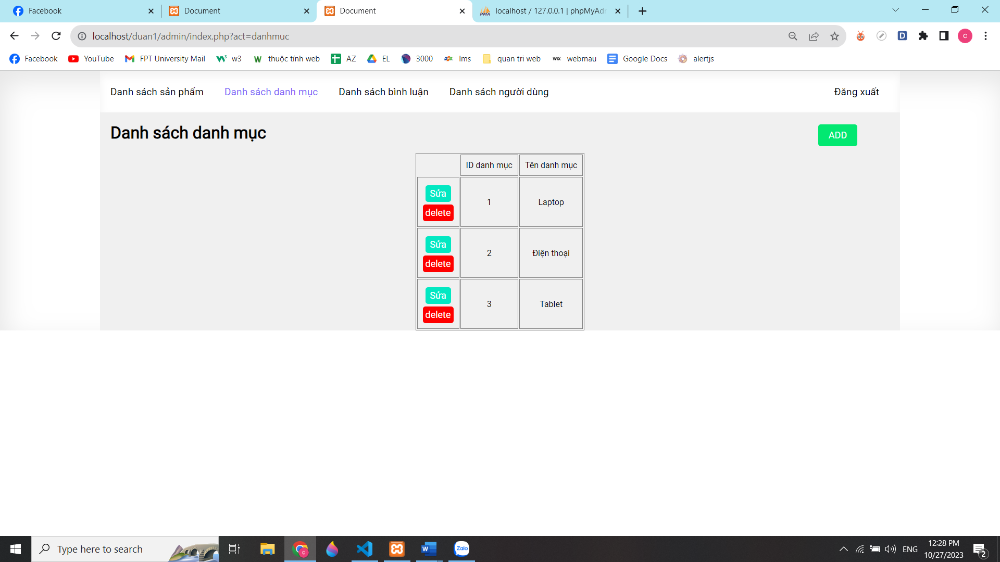 Facebook
Document
Document
localhost / 127.0.0.1 | phpMyAdr
localhost/duan1/admin/index.php?act=danhmuc
D
c
Facebook
YouTube
FPT University Mail
w3
thuộc tính web
AZ
EL
3000
lms
quan tri web
WIX webmau
Google Docs
alertjs
Danh sách sản phẩm
Danh sách danh mục
Danh sách bình luận
Danh sách người dùng
Đăng xuất
Danh sách danh mục
ADD
ID danh mục
Tên danh mục
Sửa
delete
1
Laptop
Sửa
delete
2
Điện thoại
Sửa
delete
3
Tablet
Type here to search
Zalo
ENG
12:28 PM
10/27/2023
2